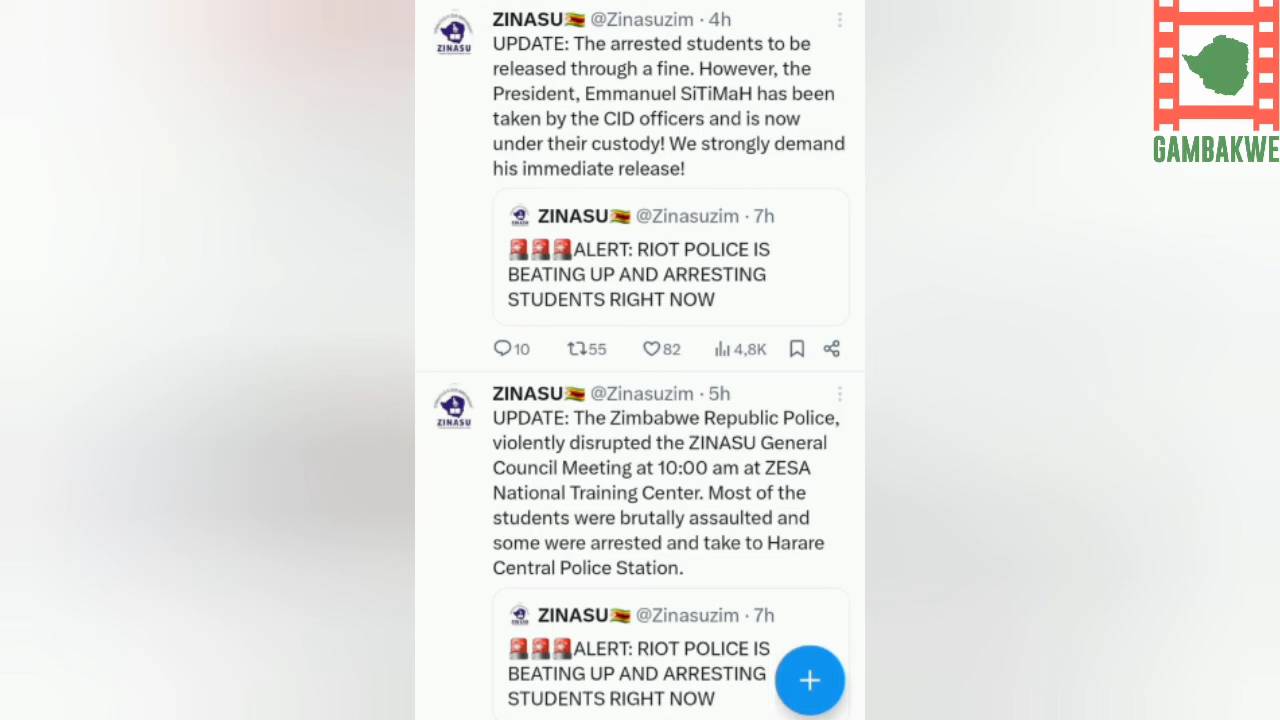 ZINASU🇿🇼 @Zinasuzim · 4h
UPDATE: The arrested students to be
released through a fine. However, the
President, Emmanuel SiTiMaH has been
taken by the CID officers and is now
under their custody! We strongly demand
his immediate release!
ZINASU🇿🇼 @Zinasuzim · 7h
🚨🚨🚨ALERT: RIOT POLICE IS
BEATING UP AND ARRESTING
STUDENTS RIGHT NOW
10 55 82 4,8K
ZINASU🇿🇼 @Zinasuzim · 5h
UPDATE: The Zimbabwe Republic Police,
violently disrupted the ZINASU General
Council Meeting at 10:00 am at ZESA
National Training Center. Most of the
students were brutally assaulted and
some were arrested and take to Harare
Central Police Station.
ZINASU🇿🇼 @Zinasuzim · 7h
🚨🚨🚨ALERT: RIOT POLICE IS
BEATING UP AND ARRESTING
STUDENTS RIGHT NOW
ZINASU
ZINASU
GAMBAKWE